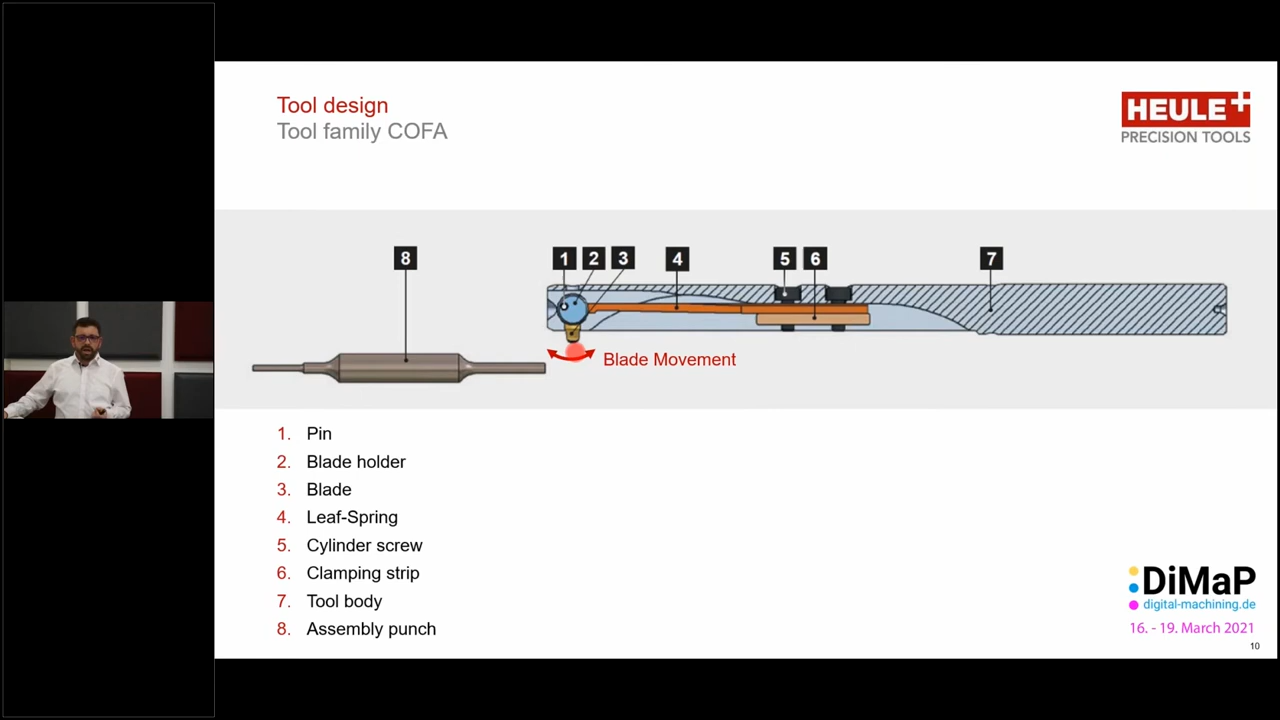 Tool design
Tool family COFA
HEULE+
PRECISION TOOLS
8
1 2 3 4 5 6 7
Blade Movement
1. Pin
2. Blade holder
3. Blade
4. Leaf-Spring
5. Cylinder screw
6. Clamping strip
7. Tool body
8. Assembly punch
DiMaP
digital-machining.de
16. - 19. March 2021
10